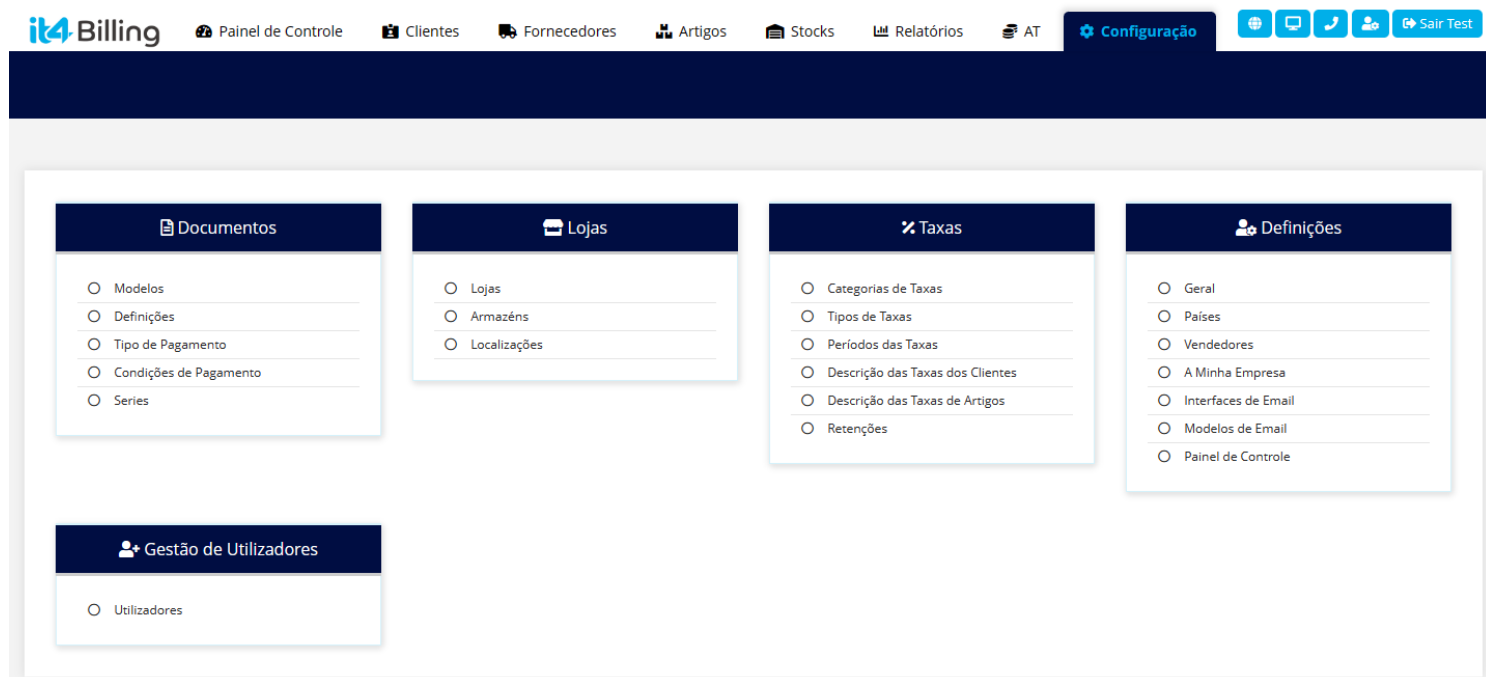 it4 Billing
Painel de Controle
Clientes
Fornecedores
Artigos
Stocks
Relatórios
AT
Configuração
Sair Test
Documentos
Modelos
Definições
Tipo de Pagamento
Condições de Pagamento
Series
Lojas
Lojas
Armazéns
Localizações
Taxas
Categorias de Taxas
Tipos de Taxas
Períodos das Taxas
Descrição das Taxas dos Clientes
Descrição das Taxas de Artigos
Retenções
Definições
Geral
Países
Vendedores
A Minha Empresa
Interfaces de Email
Modelos de Email
Painel de Controle
Gestão de Utilizadores
Utilizadores